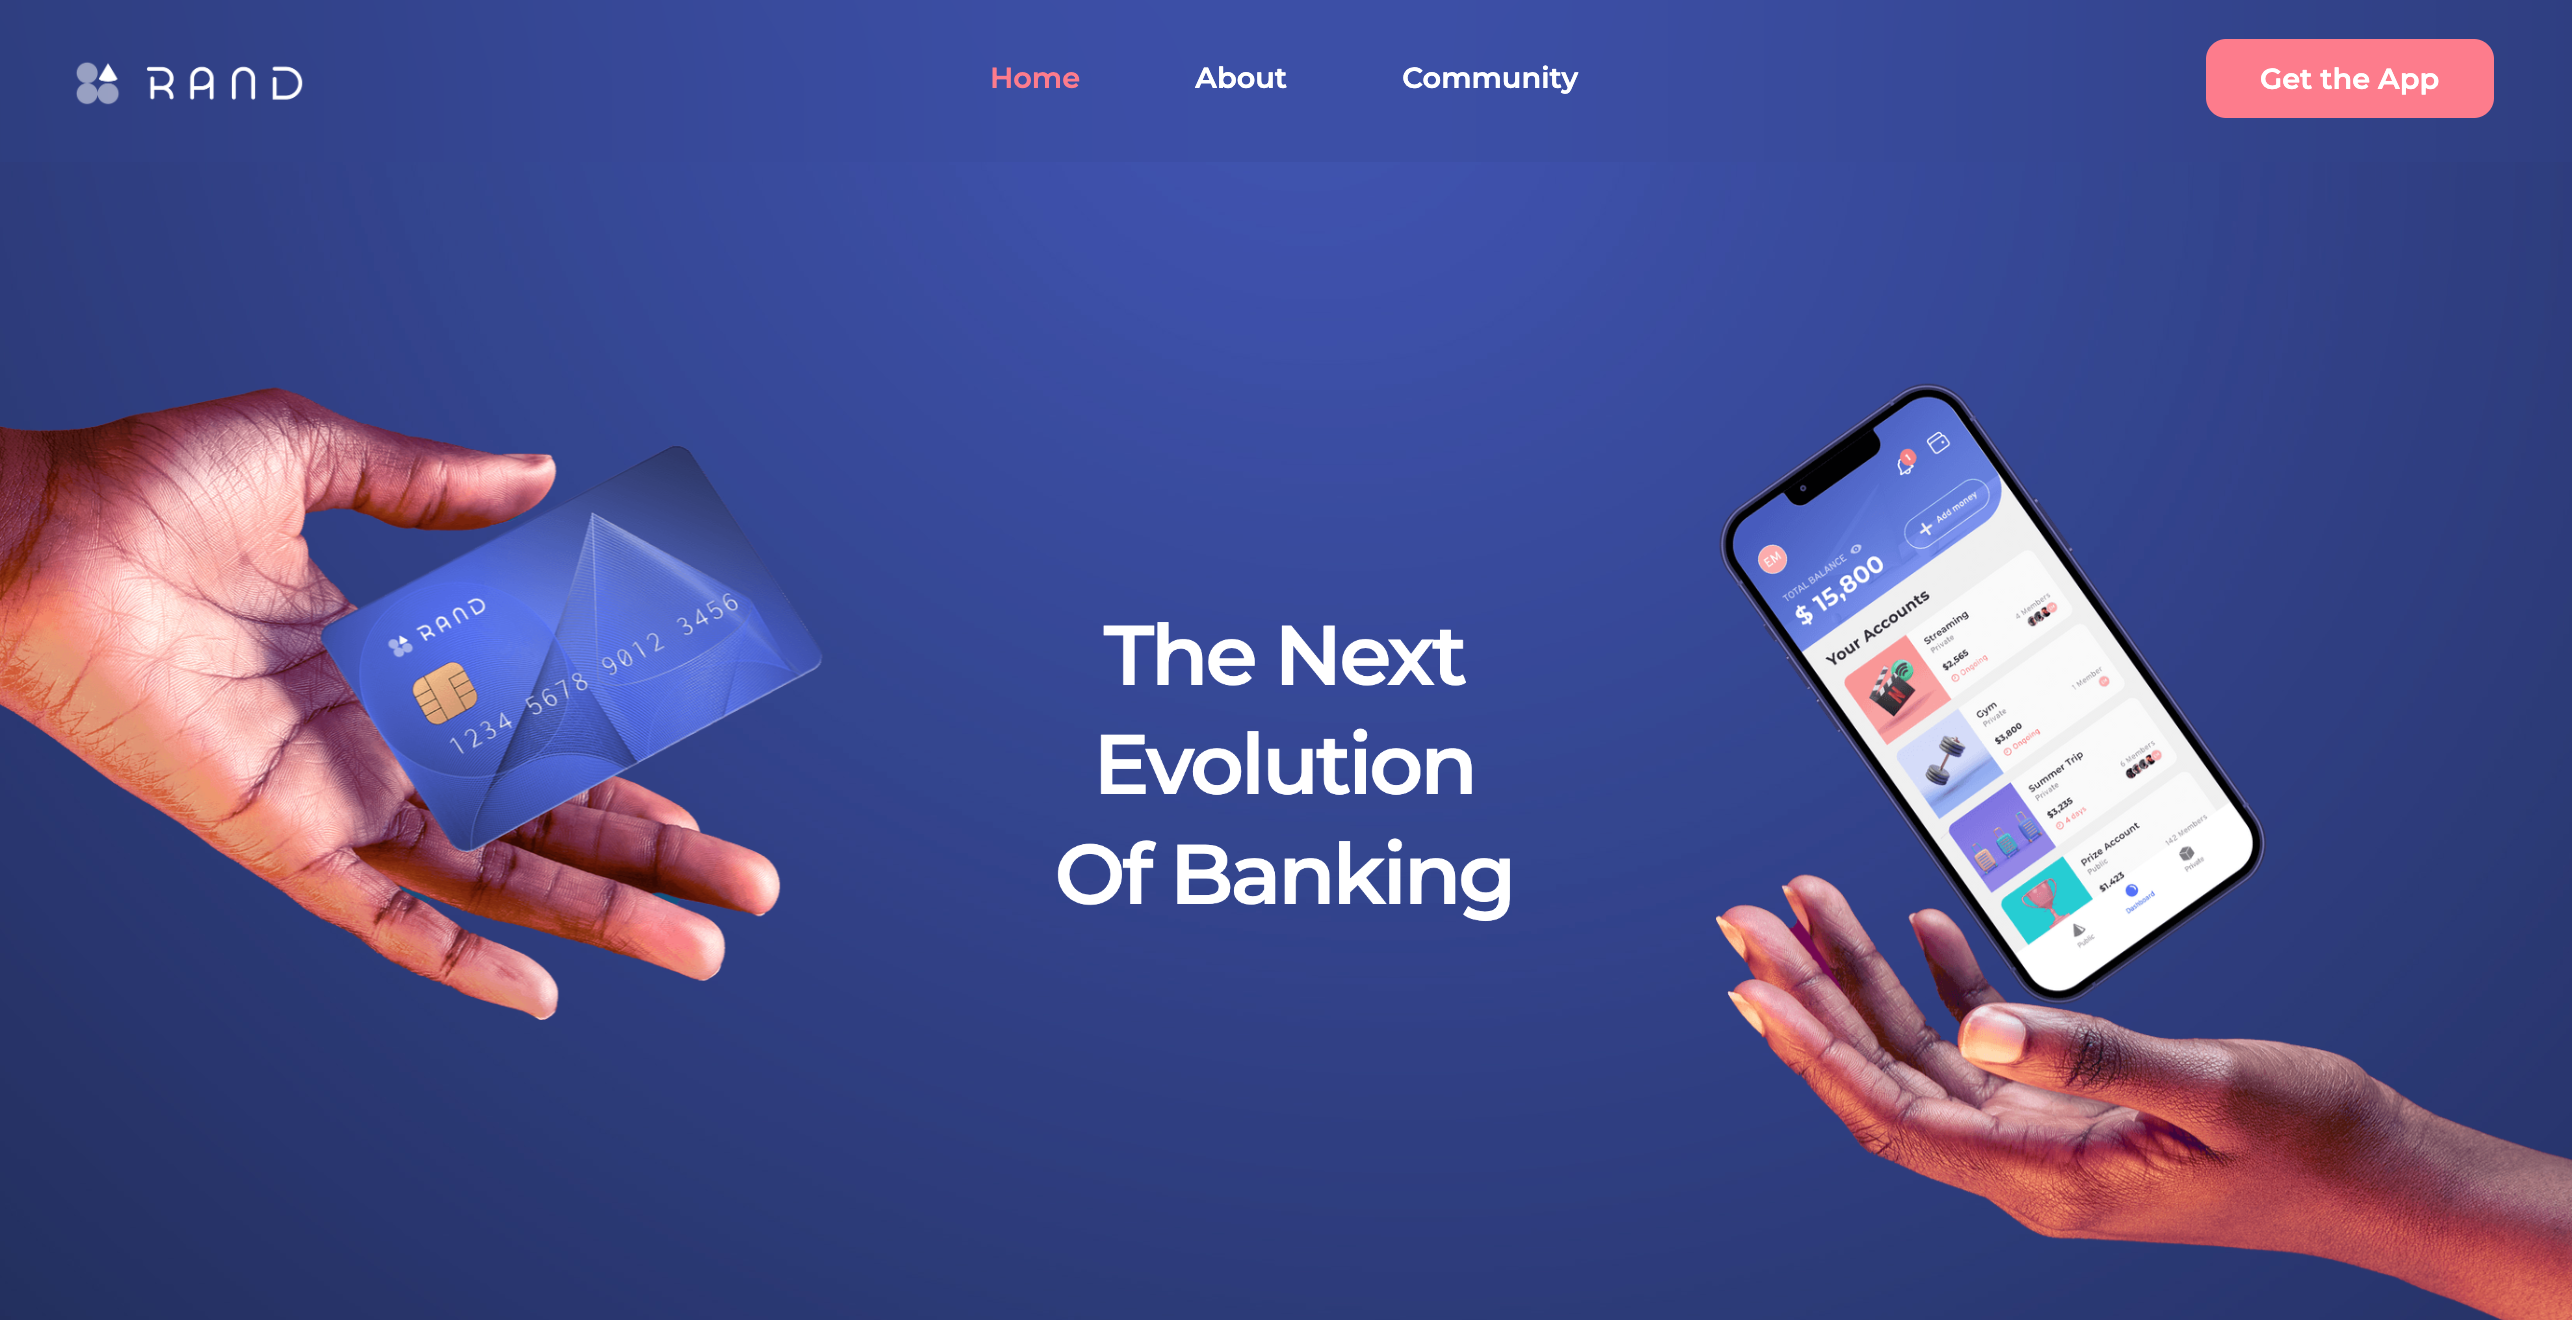 RAND
Home
About
Community
Get the App
The Next
Evolution
Of Banking
RAND
1234 5678 9012 3456
1
Add money
EM
TOTAL BALANCE
$ 15,800
Your Accounts
Streaming
Private
4 Members
$2,565
Ongoing
Gym
Private
1 Member
$3,800
Ongoing
Summer Trip
Private
6 Members
$3,235
4 days
Prize Account
Public
142 Members
$1,423
Public
Dashboard
Private